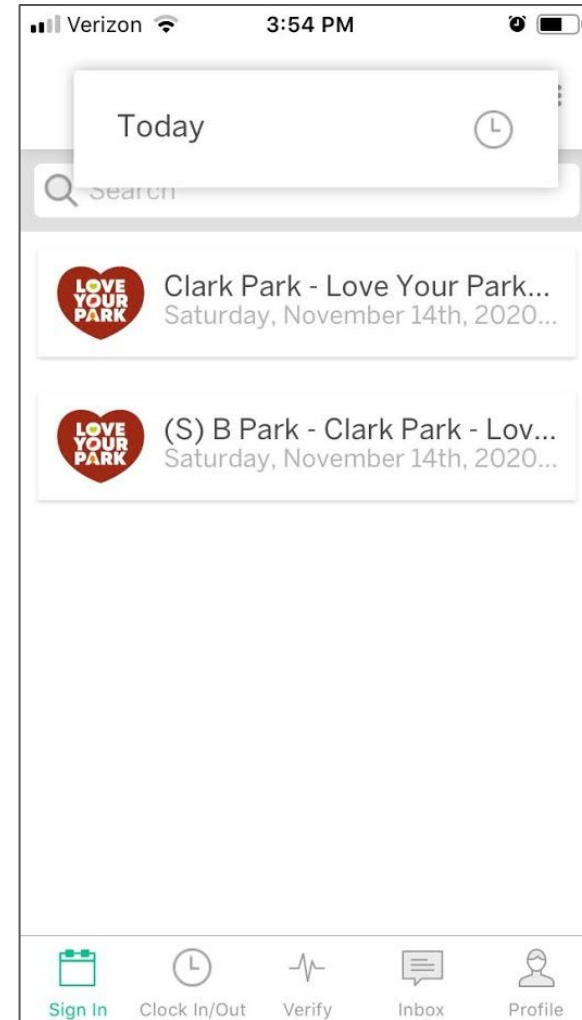 Verizon 3:54 PM
Today
Search
LOVE
YOUR
PARK
Clark Park - Love Your Park...
Saturday, November 14th, 2020...
LOVE
YOUR
PARK
(S) B Park - Clark Park - Lov...
Saturday, November 14th, 2020...
Sign In Clock In/Out Verify Inbox Profile